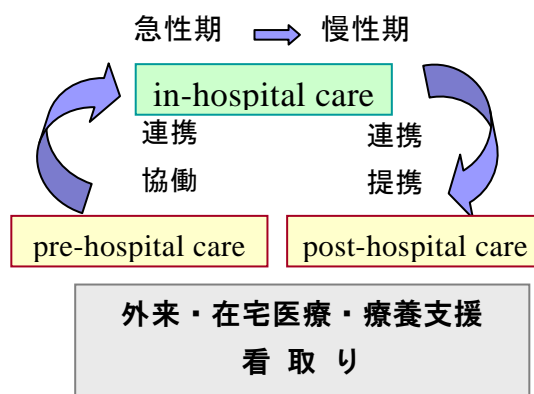 急性期 慢性期
in-hospital care
連携 連携
協働 提携
pre-hospital care post-hospital care
外来・在宅医療・療養支援
看 取 り